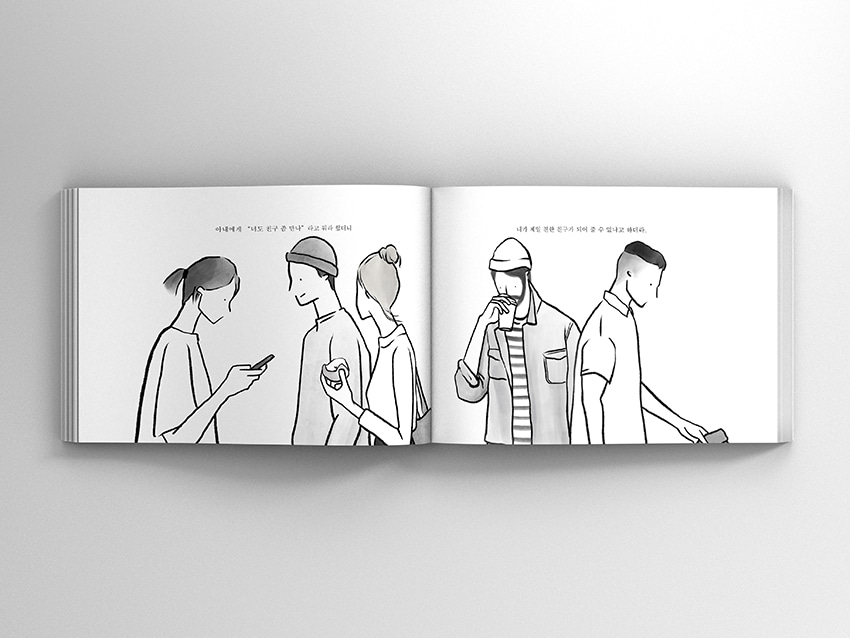 아내에게 "너도 친구 좀 만나" 라고 뭐라 했더니
니가 제일 친한 친구가 되어 줄 수 없냐고 하더라.